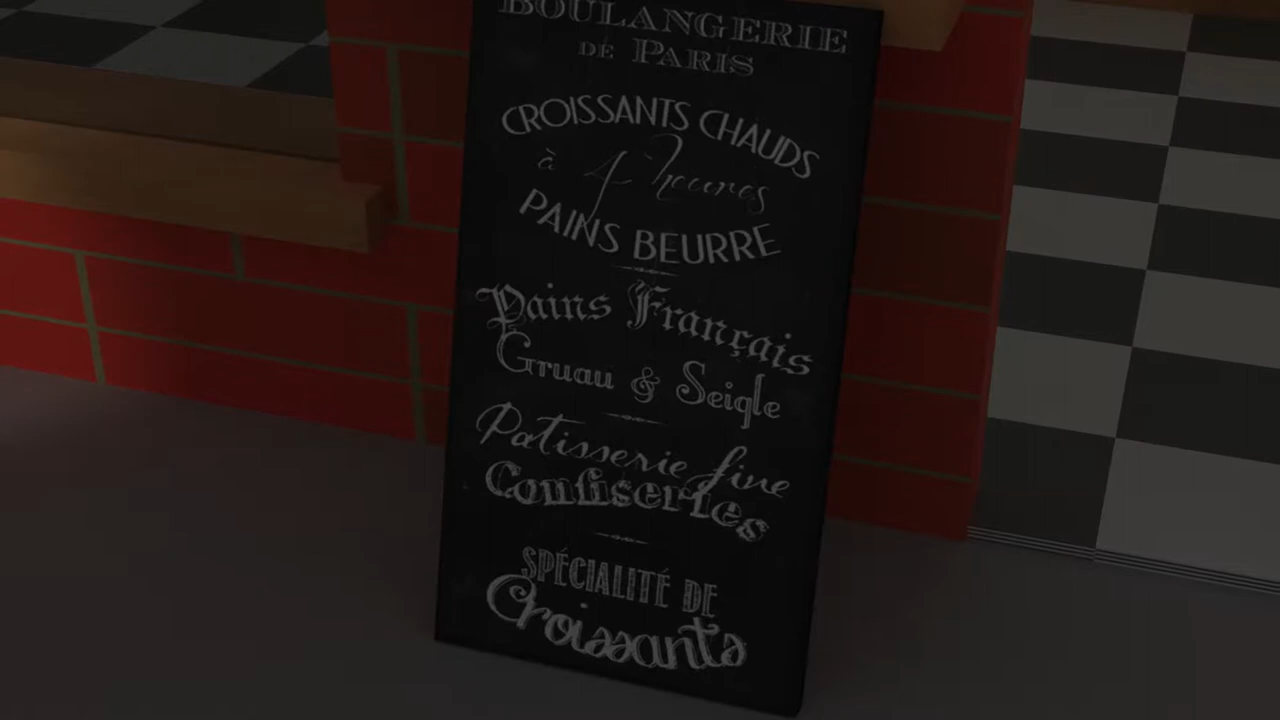 BOULANGERIE
DE PARIS
CROISSANTS CHAUDS
à 4 heures
PAINS BEURRE
Pains Français
Gruau & Seigle
Patisserie fine
Confiseries
SPÉCIALITÉ DE
Croissants